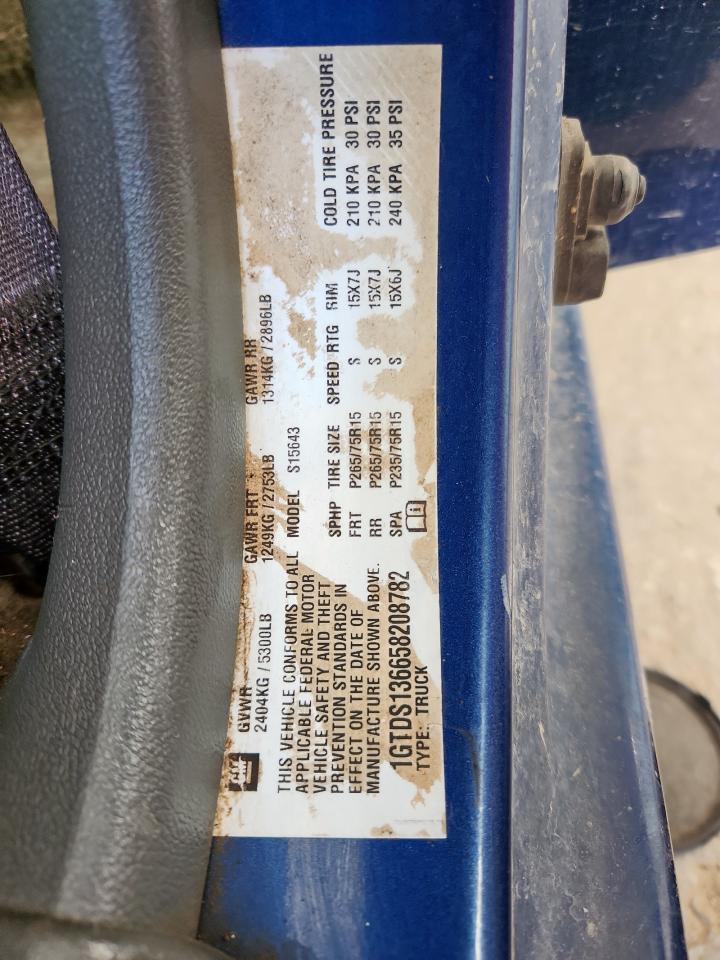 GM
GVWR GAWR FRT GAWR RR
2404KG / 5300LB 1249KG / 2753LB 1314KG / 2896LB
THIS VEHICLE CONFORMS TO ALL
APPLICABLE FEDERAL MOTOR
VEHICLE SAFETY AND THEFT
PREVENTION STANDARDS IN
EFFECT ON THE DATE OF
MANUFACTURE SHOWN ABOVE.
1GTDS136658208782
TYPE: TRUCK
MODEL S15643
SPHP TIRE SIZE SPEED RTG RIM COLD TIRE PRESSURE
FRT P265/75R15 S 15X7J 210 KPA 30 PSI
RR P265/75R15 S 15X7J 210 KPA 30 PSI
SPA P235/75R15 S 15X6J 240 KPA 35 PSI